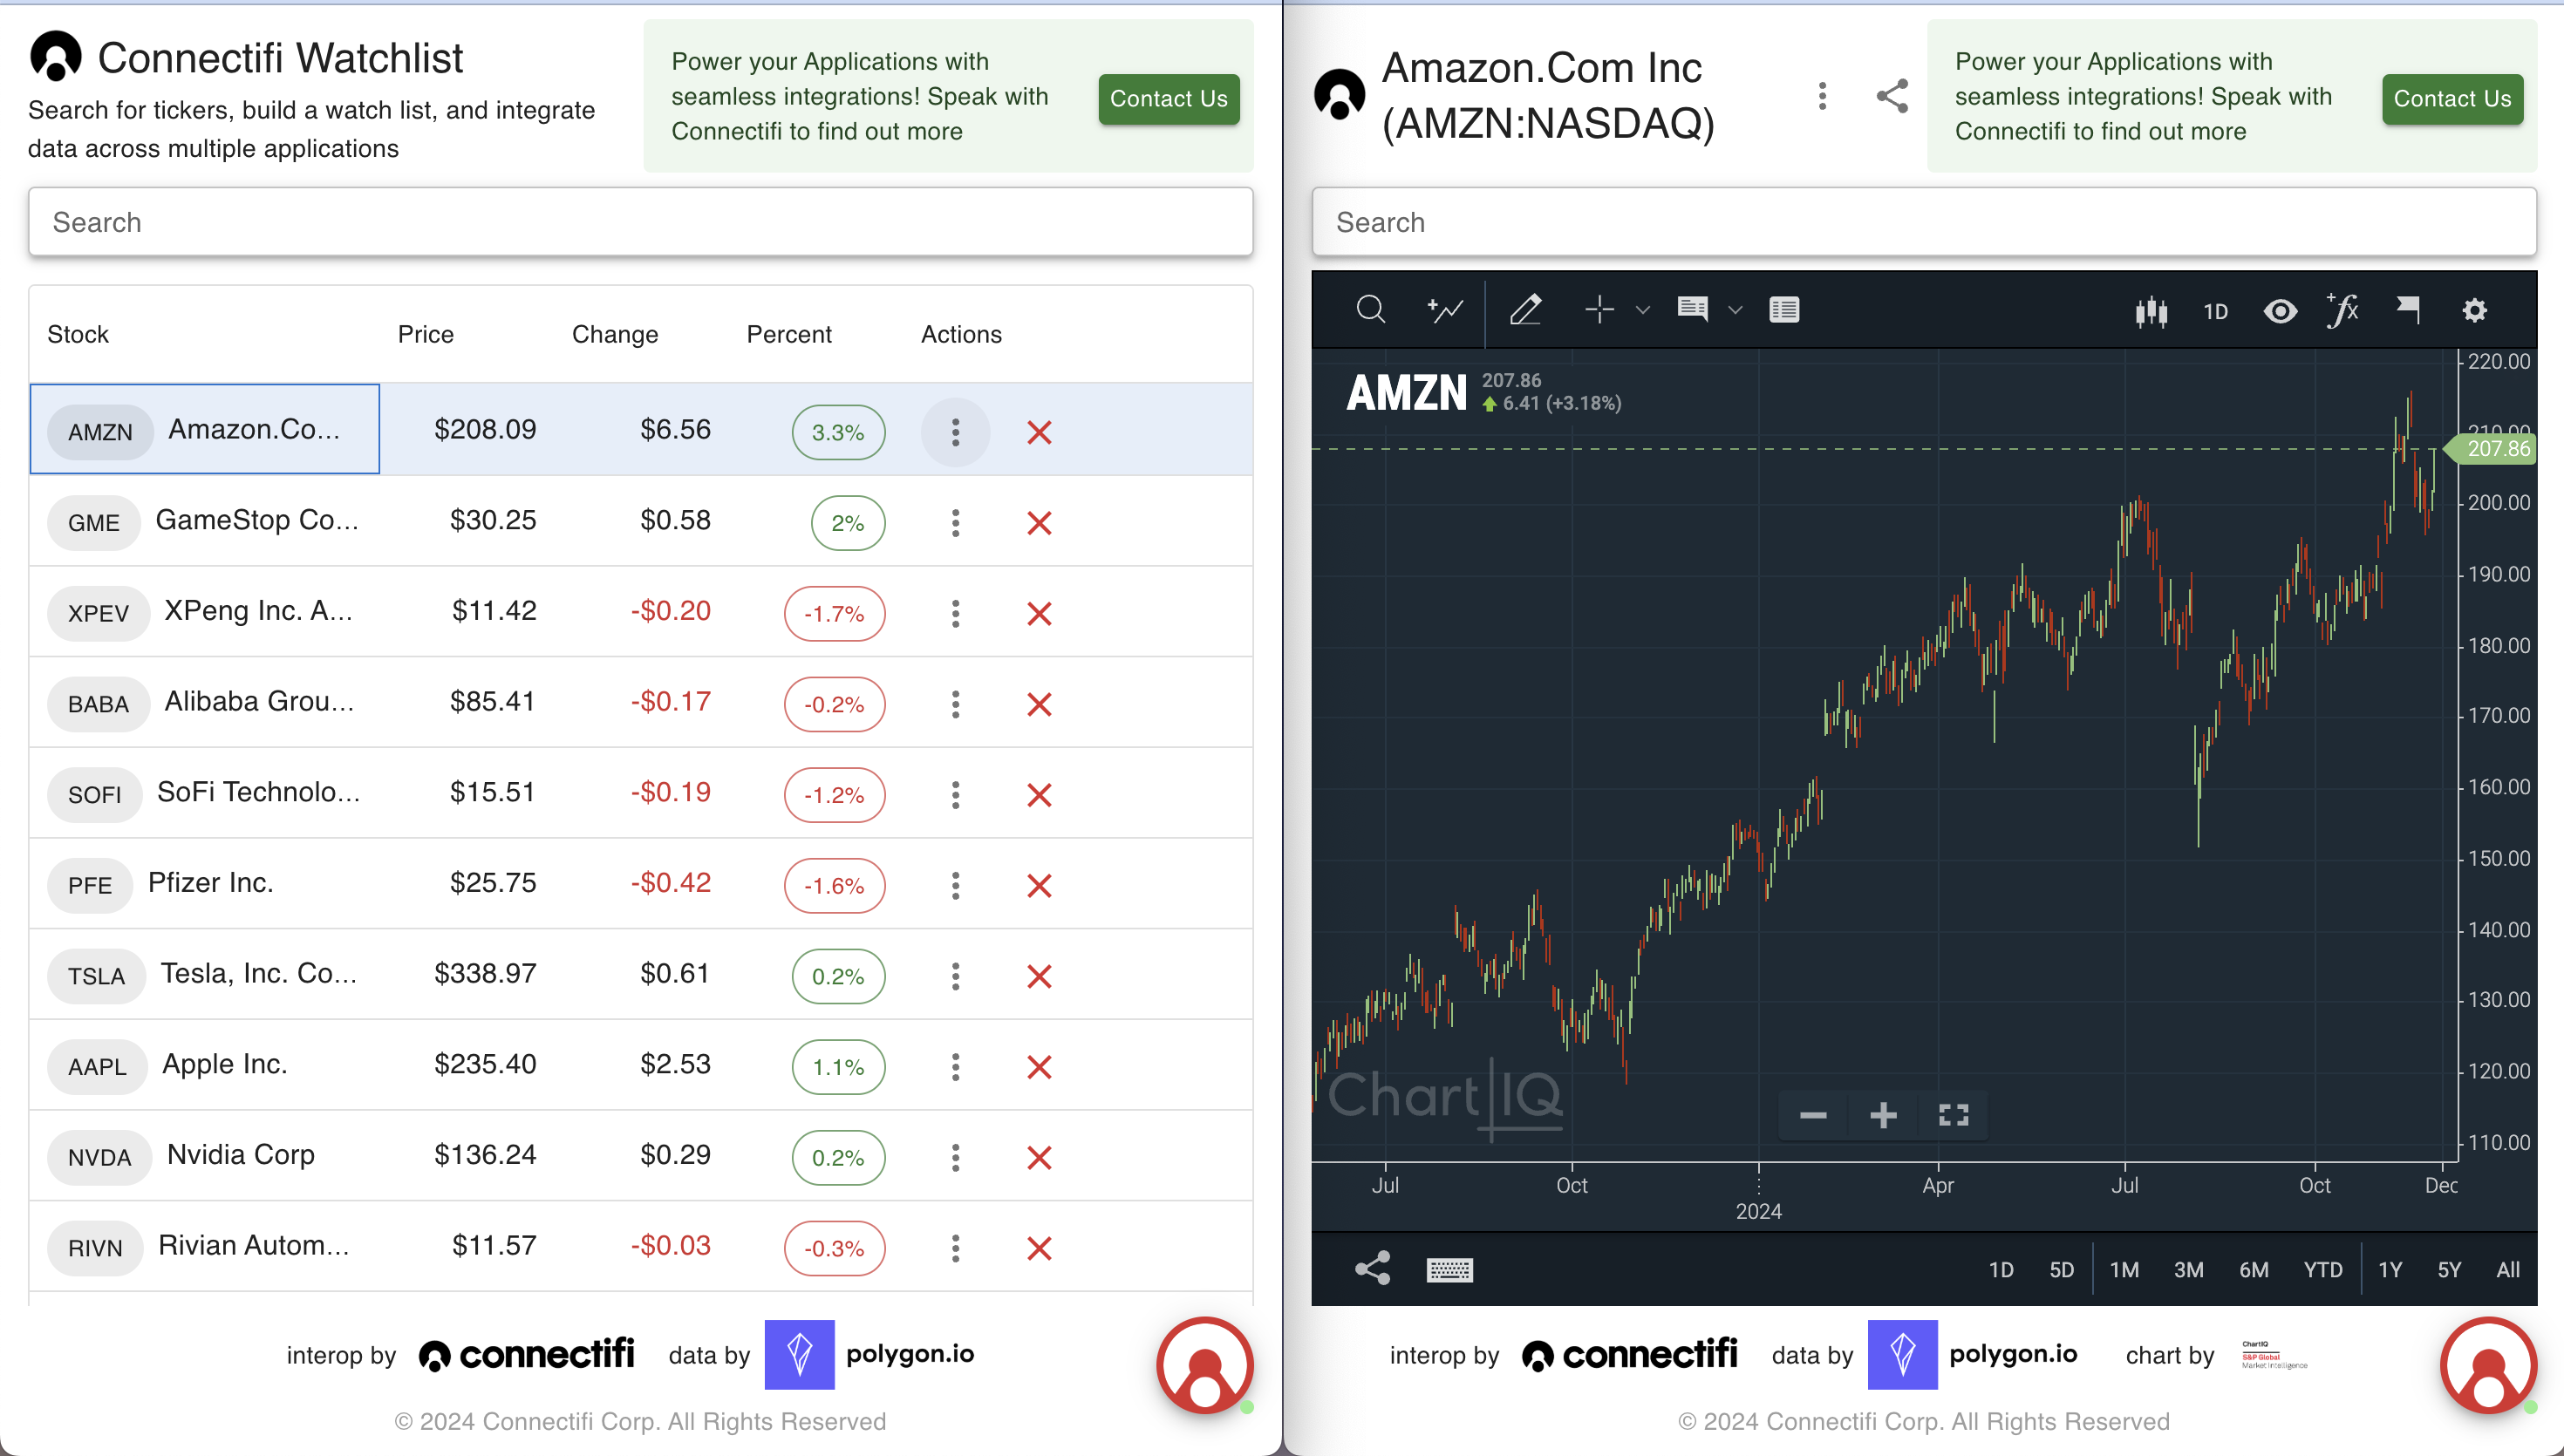 Connectifi Watchlist
Search for tickers, build a watch list, and integrate
data across multiple applications
Power your Applications with
seamless integrations! Speak with
Connectifi to find out more
Contact Us
Search
Stock Price Change Percent Actions
AMZN Amazon.Co... $208.09 $6.56 3.3%
GME GameStop Co... $30.25 $0.58 2%
XPEV XPeng Inc. A... $11.42 -$0.20 -1.7%
BABA Alibaba Grou... $85.41 -$0.17 -0.2%
SOFI SoFi Technolo... $15.51 -$0.19 -1.2%
PFE Pfizer Inc. $25.75 -$0.42 -1.6%
TSLA Tesla, Inc. Co... $338.97 $0.61 0.2%
AAPL Apple Inc. $235.40 $2.53 1.1%
NVDA Nvidia Corp $136.24 $0.29 0.2%
RIVN Rivian Autom... $11.57 -$0.03 -0.3%
interop by connectifi data by polygon.io
© 2024 Connectifi Corp. All Rights Reserved
Amazon.Com Inc
(AMZN:NASDAQ)
Power your Applications with
seamless integrations! Speak with
Connectifi to find out more
Contact Us
Search
1D
+fx
AMZN
207.86
6.41 (+3.18%)
220.00
210.00
207.86
200.00
190.00
180.00
170.00
160.00
150.00
140.00
130.00
120.00
110.00
ChartIQ
Jul Oct Apr Jul Oct Dec
2024
1D 5D 1M 3M 6M YTD 1Y 5Y All
interop by connectifi data by polygon.io chart by
ChartIQ
S&P Global
Market Intelligence
© 2024 Connectifi Corp. All Rights Reserved